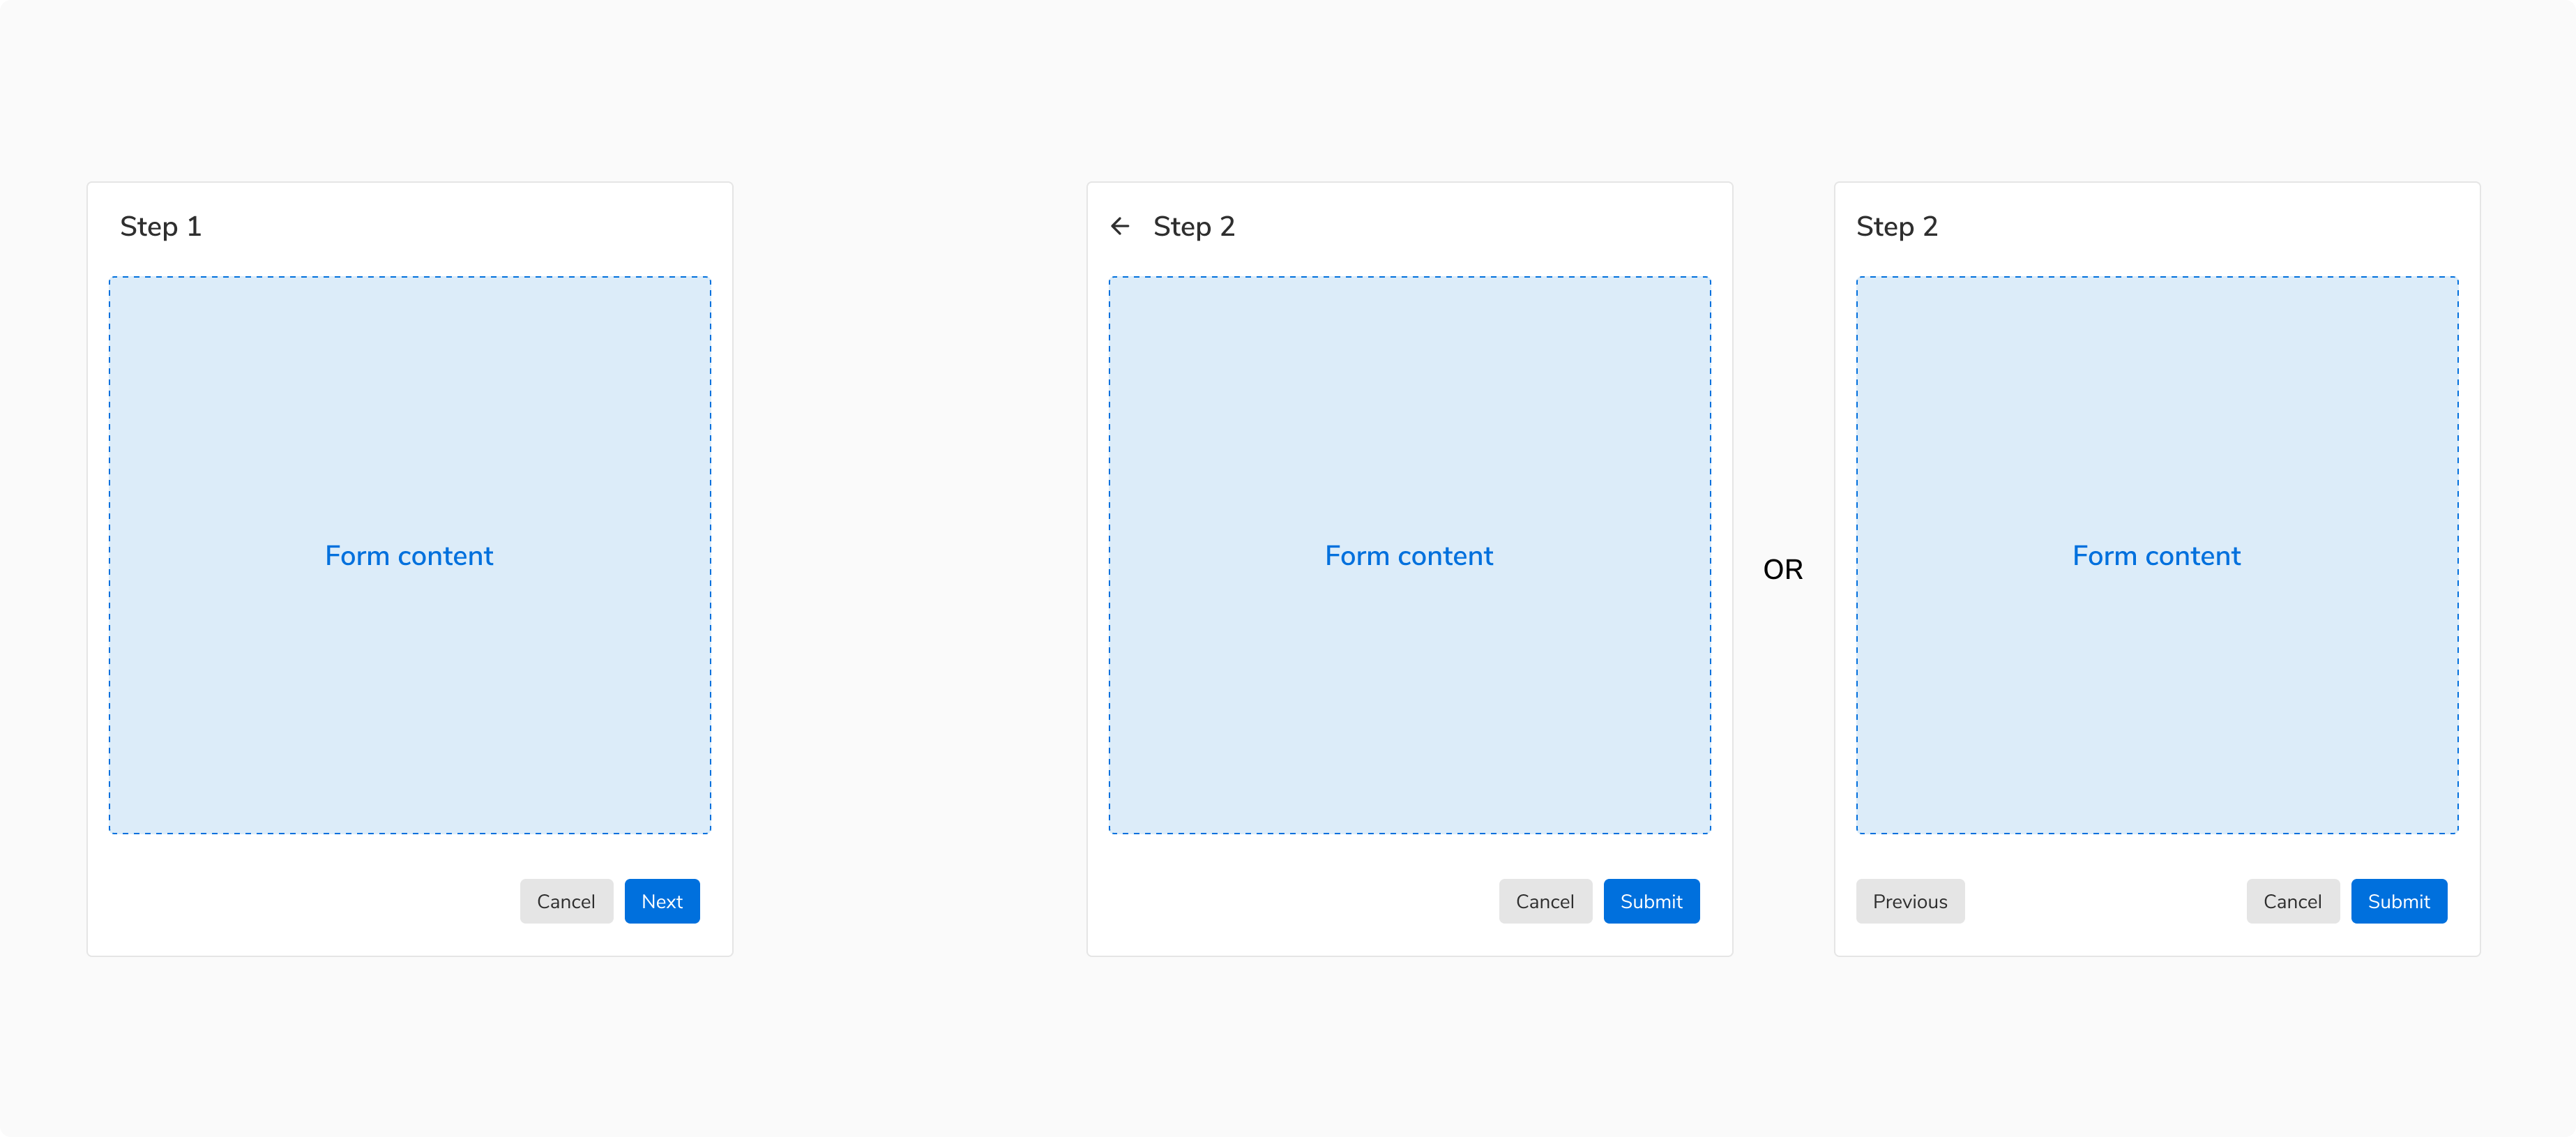 Step 1
Form content
Cancel
Next
Step 2
Form content
Cancel
Submit
OR
Step 2
Form content
Previous
Cancel
Submit